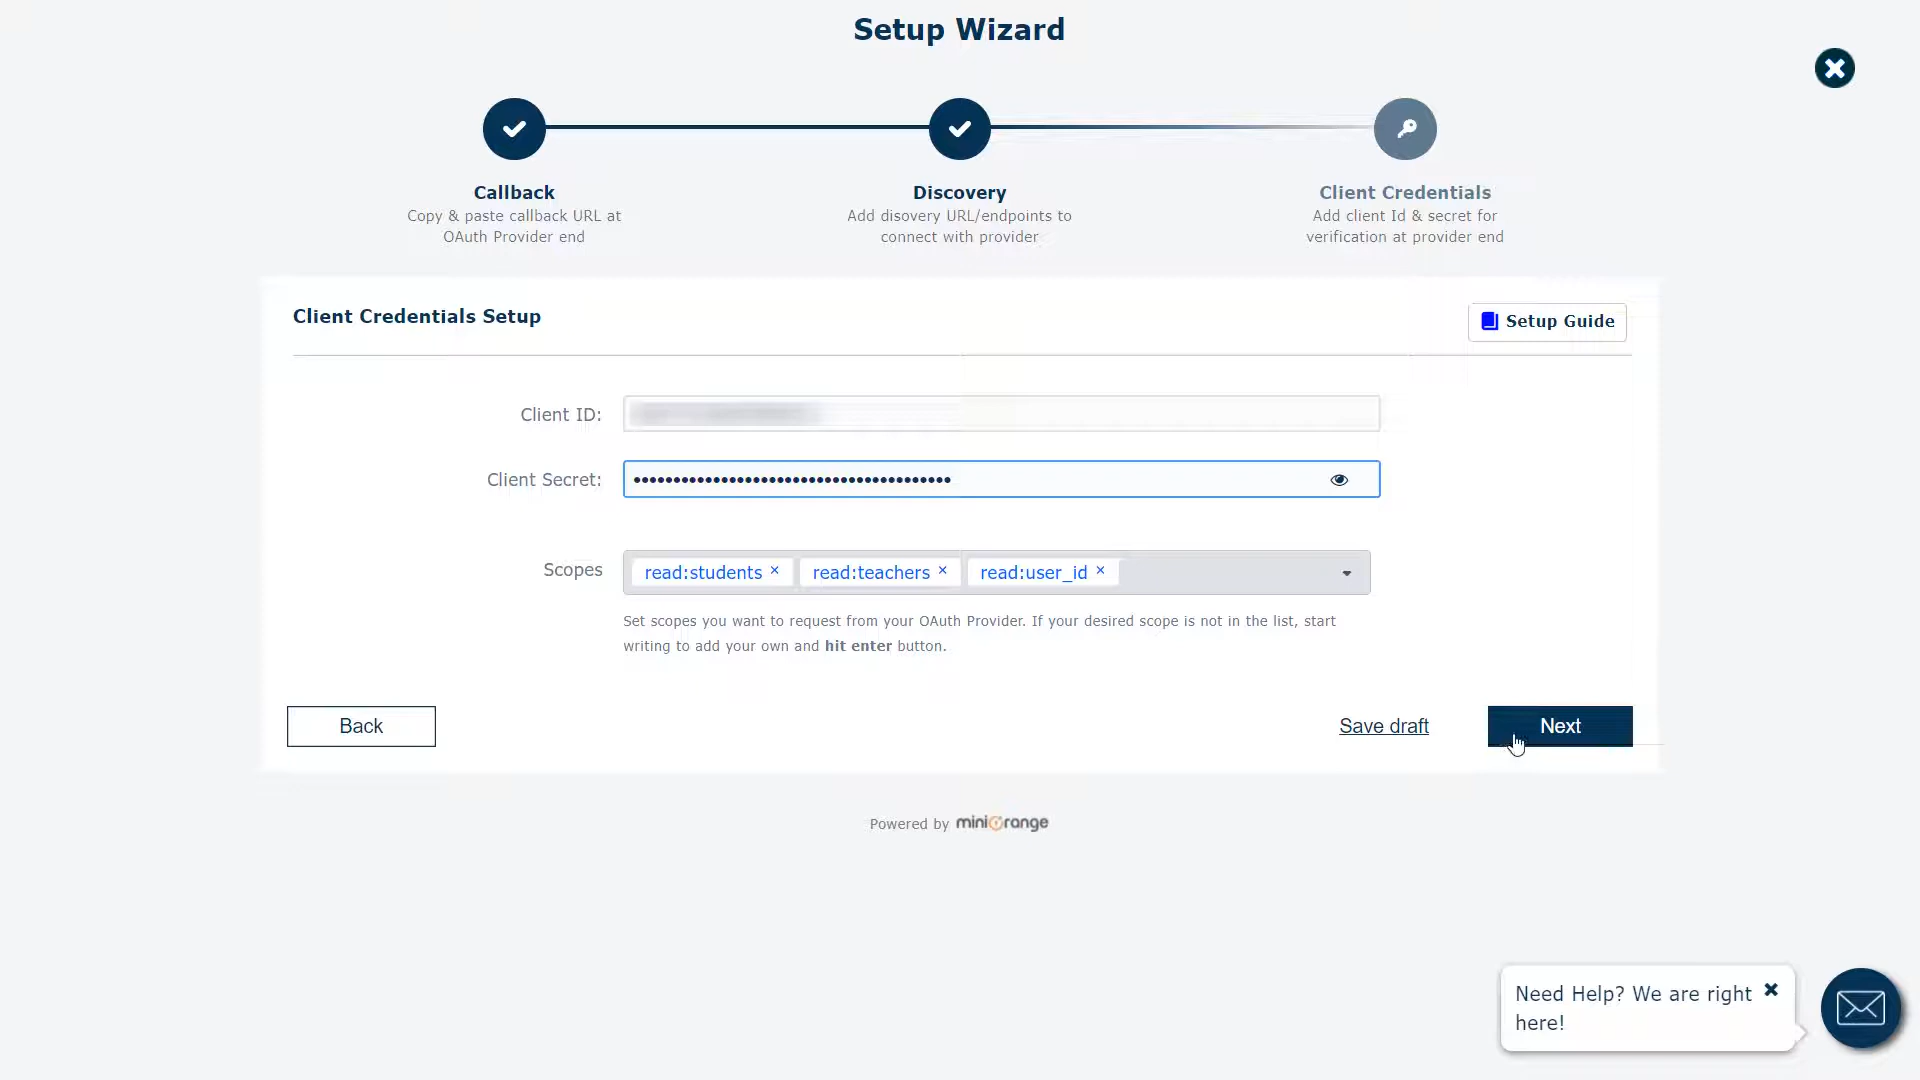 Setup Wizard
Callback
Copy & paste callback URL at
OAuth Provider end
Discovery
Add disovery URL/endpoints to
connect with provider
Client Credentials
Add client Id & secret for
verification at provider end
Client Credentials Setup
Setup Guide
Client ID:
Client Secret:
Scopes
read:students × read:teachers × read:user_id ×
Set scopes you want to request from your OAuth Provider. If your desired scope is not in the list, start
writing to add your own and hit enter button.
Back
Save draft
Next
Powered by miniOrange
Need Help? We are right
here!